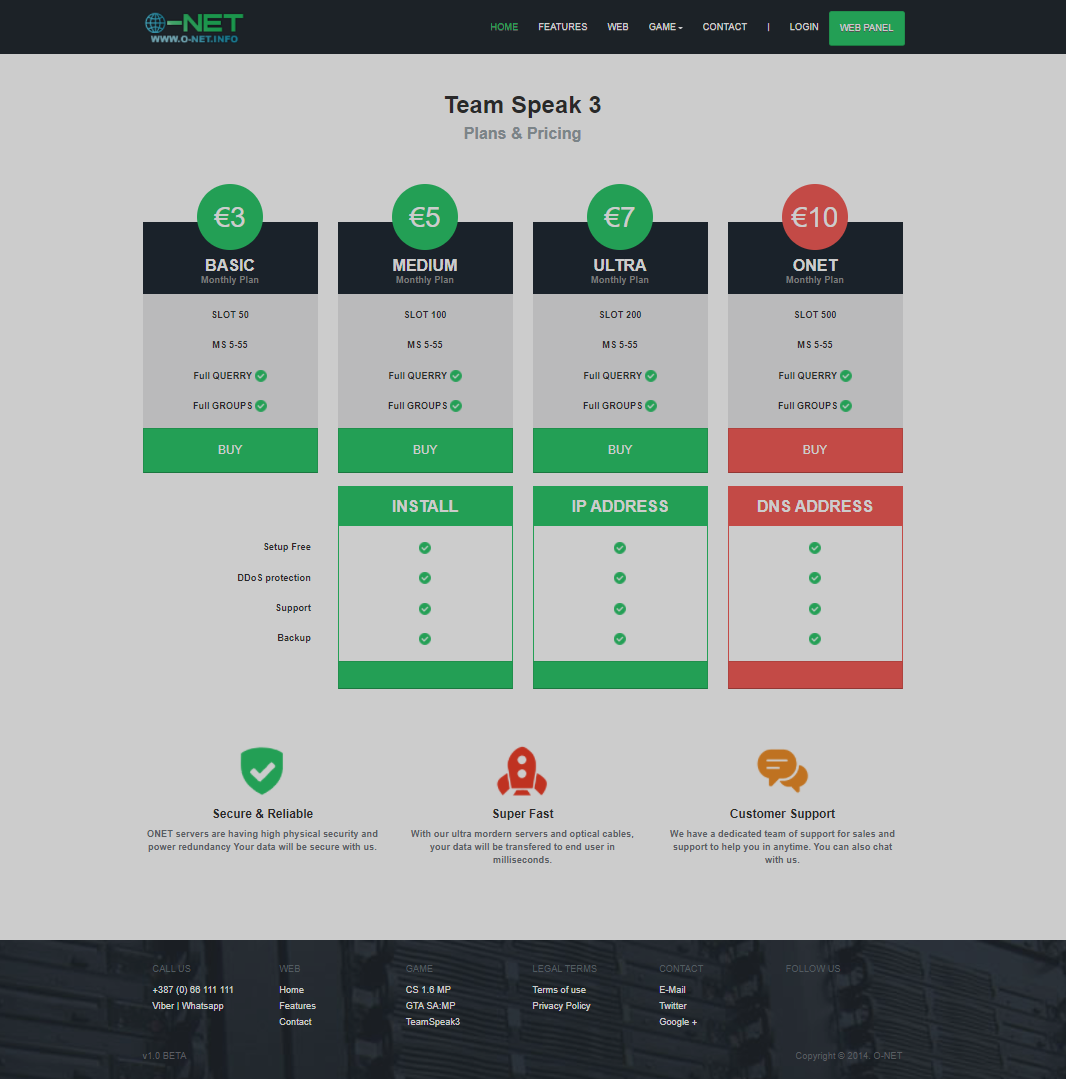 O-NET
WWW.O-NET.INFO
HOME FEATURES WEB GAME CONTACT | LOGIN WEB PANEL
Team Speak 3
Plans & Pricing
€3 €5 €7 €10
BASIC MEDIUM ULTRA ONET
Monthly Plan Monthly Plan Monthly Plan Monthly Plan
SLOT 50 SLOT 100 SLOT 200 SLOT 500
MS 5-55 MS 5-55 MS 5-55 MS 5-55
Full QUERRY Full QUERRY Full QUERRY Full QUERRY
Full GROUPS Full GROUPS Full GROUPS Full GROUPS
BUY BUY BUY BUY
INSTALL IP ADDRESS DNS ADDRESS
Setup Free
DDoS protection
Support
Backup
Secure & Reliable
ONET servers are having high physical security and
power redundancy Your data will be secure with us.
Super Fast
With our ultra mordern servers and optical cables,
your data will be transfered to end user in
milliseconds.
Customer Support
We have a dedicated team of support for sales and
support to help you in anytime. You can also chat
with us.
CALL US WEB GAME LEGAL TERMS CONTACT FOLLOW US
+387 (0) 66 111 111 Home CS 1.6 MP Terms of use E-Mail
Viber | Whatsapp Features GTA SA:MP Privacy Policy Twitter
Contact TeamSpeak3 Google +
v1.0 BETA Copyright © 2014. O-NET